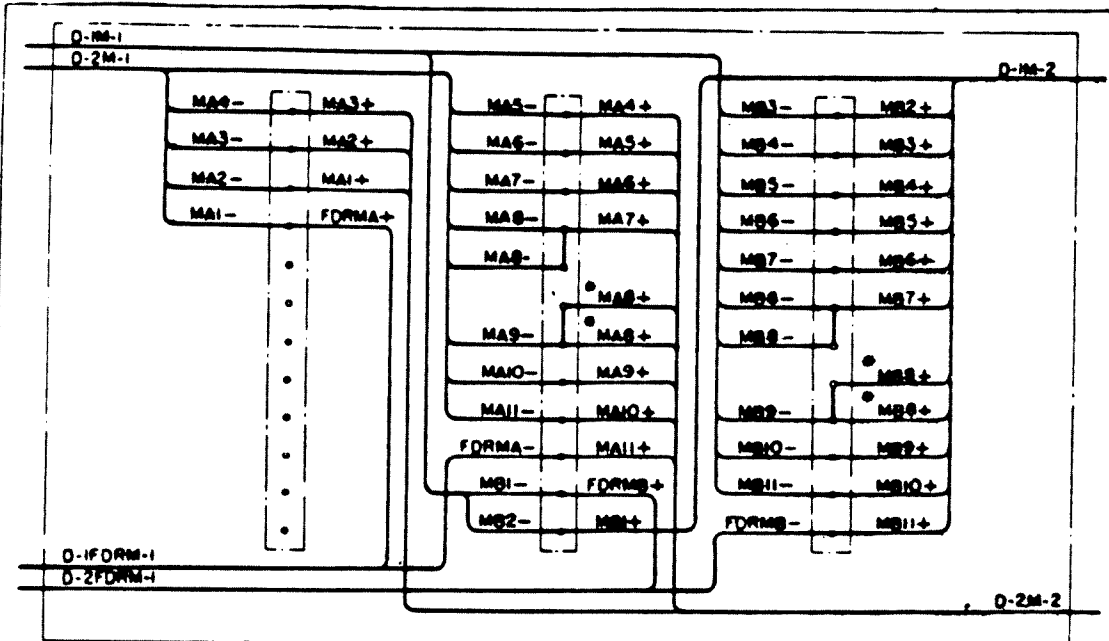 D-1M-1
D-2M-1
D-1M-2
MA4- MA3+
MA3- MA2+
MA2- MA1+
MA1- FDRMA+
MA5- MA4+
MA6- MA5+
MA7- MA6+
MA8- MA7+
MA8-
MA8+
MA9- MA8+
MA10- MA9+
MA11- MA10+
FDRMA- MA11+
MB1- FDRMB+
MB2- MB1+
MB3- MB2+
MB4- MB3+
MB5- MB4+
MB6- MB5+
MB7- MB6+
MB8- MB7+
MB8-
MB8+
MB9- MB8+
MB10- MB9+
MB11- MB10+
FDRMB- MB11+
D-1FDRM-1
D-2FDRM-1
D-2M-2